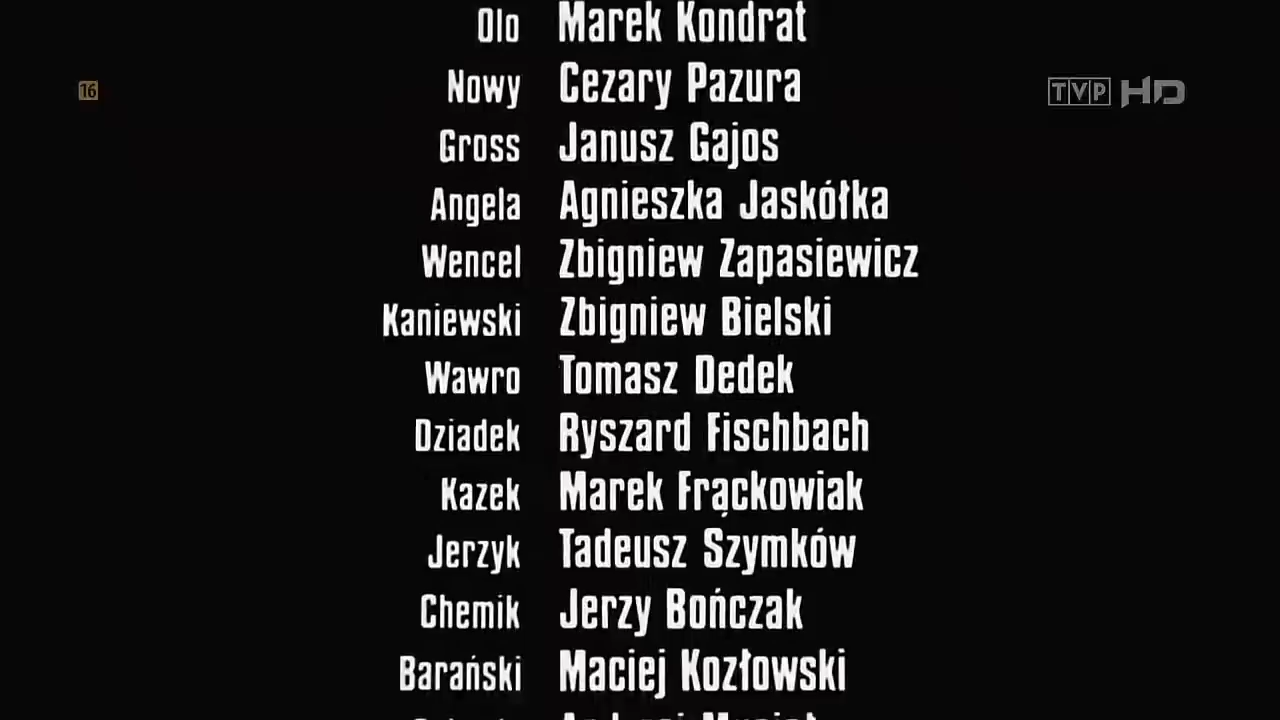 Olo Marek Kondrat
16
Nowy Cezary Pazura
TVP HD
Gross Janusz Gajos
Angela Agnieszka Jaskółka
Wencel Zbigniew Zapasiewicz
Kaniewski Zbigniew Bielski
Wawro Tomasz Dedek
Dziadek Ryszard Fischbach
Kazek Marek Frąckowiak
Jerzyk Tadeusz Szymków
Chemik Jerzy Bończak
Barański Maciej Kozłowski